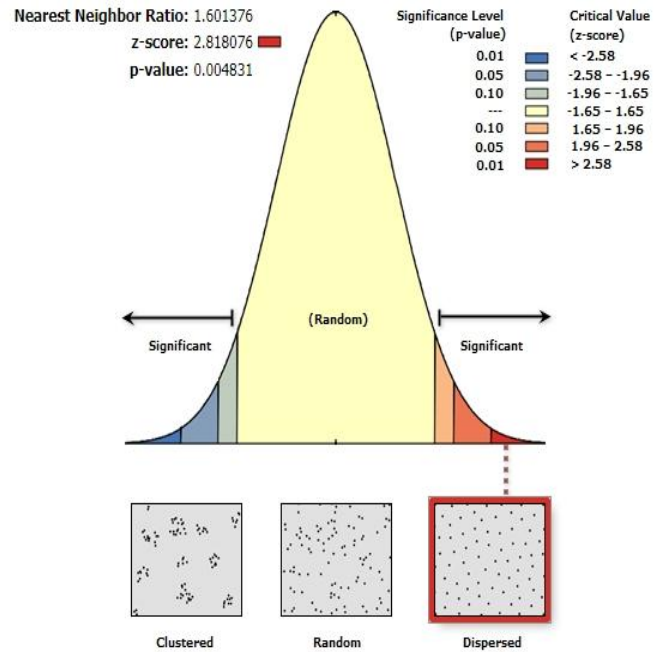 Nearest Neighbor Ratio: 1.601376
z-score: 2.818076
p-value: 0.004831
Significance Level
(p-value)
Critical Value
(z-score)
0.01 < -2.58
0.05 -2.58 – -1.96
0.10 -1.96 – -1.65
--- -1.65 – 1.65
0.10 1.65 – 1.96
0.05 1.96 – 2.58
0.01 > 2.58
(Random)
Significant
Significant
Clustered
Random
Dispersed